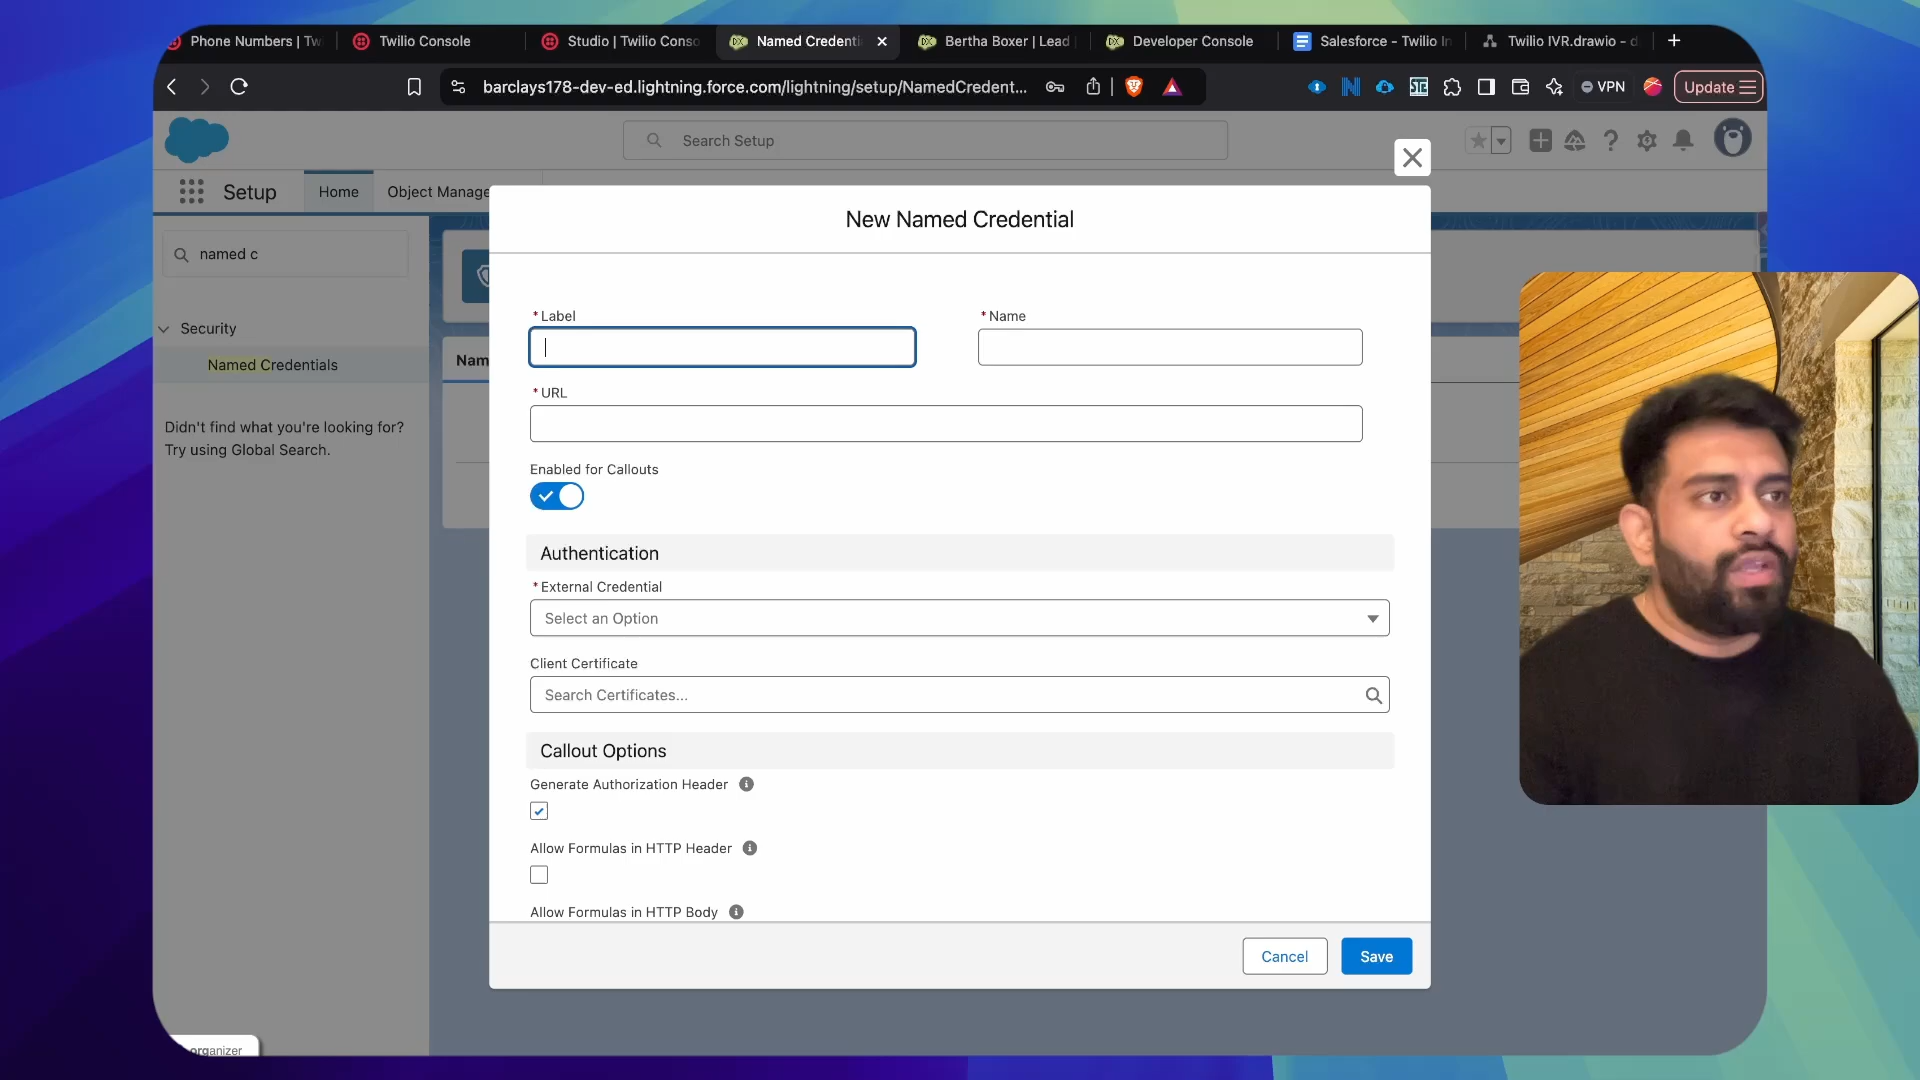 Phone Numbers | Tw
Twilio Console
Studio | Twilio Conso
Named Credenti
Bertha Boxer | Lead
Developer Console
Salesforce - Twilio In
Twilio IVR.drawio - d
barclays178-dev-ed.lightning.force.com/lightning/setup/NamedCredent...
VPN
Update
Search Setup
Setup
Home
Object Manage
named c
Security
Named Credentials
Didn't find what you're looking for?
Try using Global Search.
Nam
New Named Credential
* Label
* Name
* URL
Enabled for Callouts
Authentication
* External Credential
Select an Option
Client Certificate
Search Certificates...
Callout Options
Generate Authorization Header
Allow Formulas in HTTP Header
Allow Formulas in HTTP Body
Cancel
Save
organizer